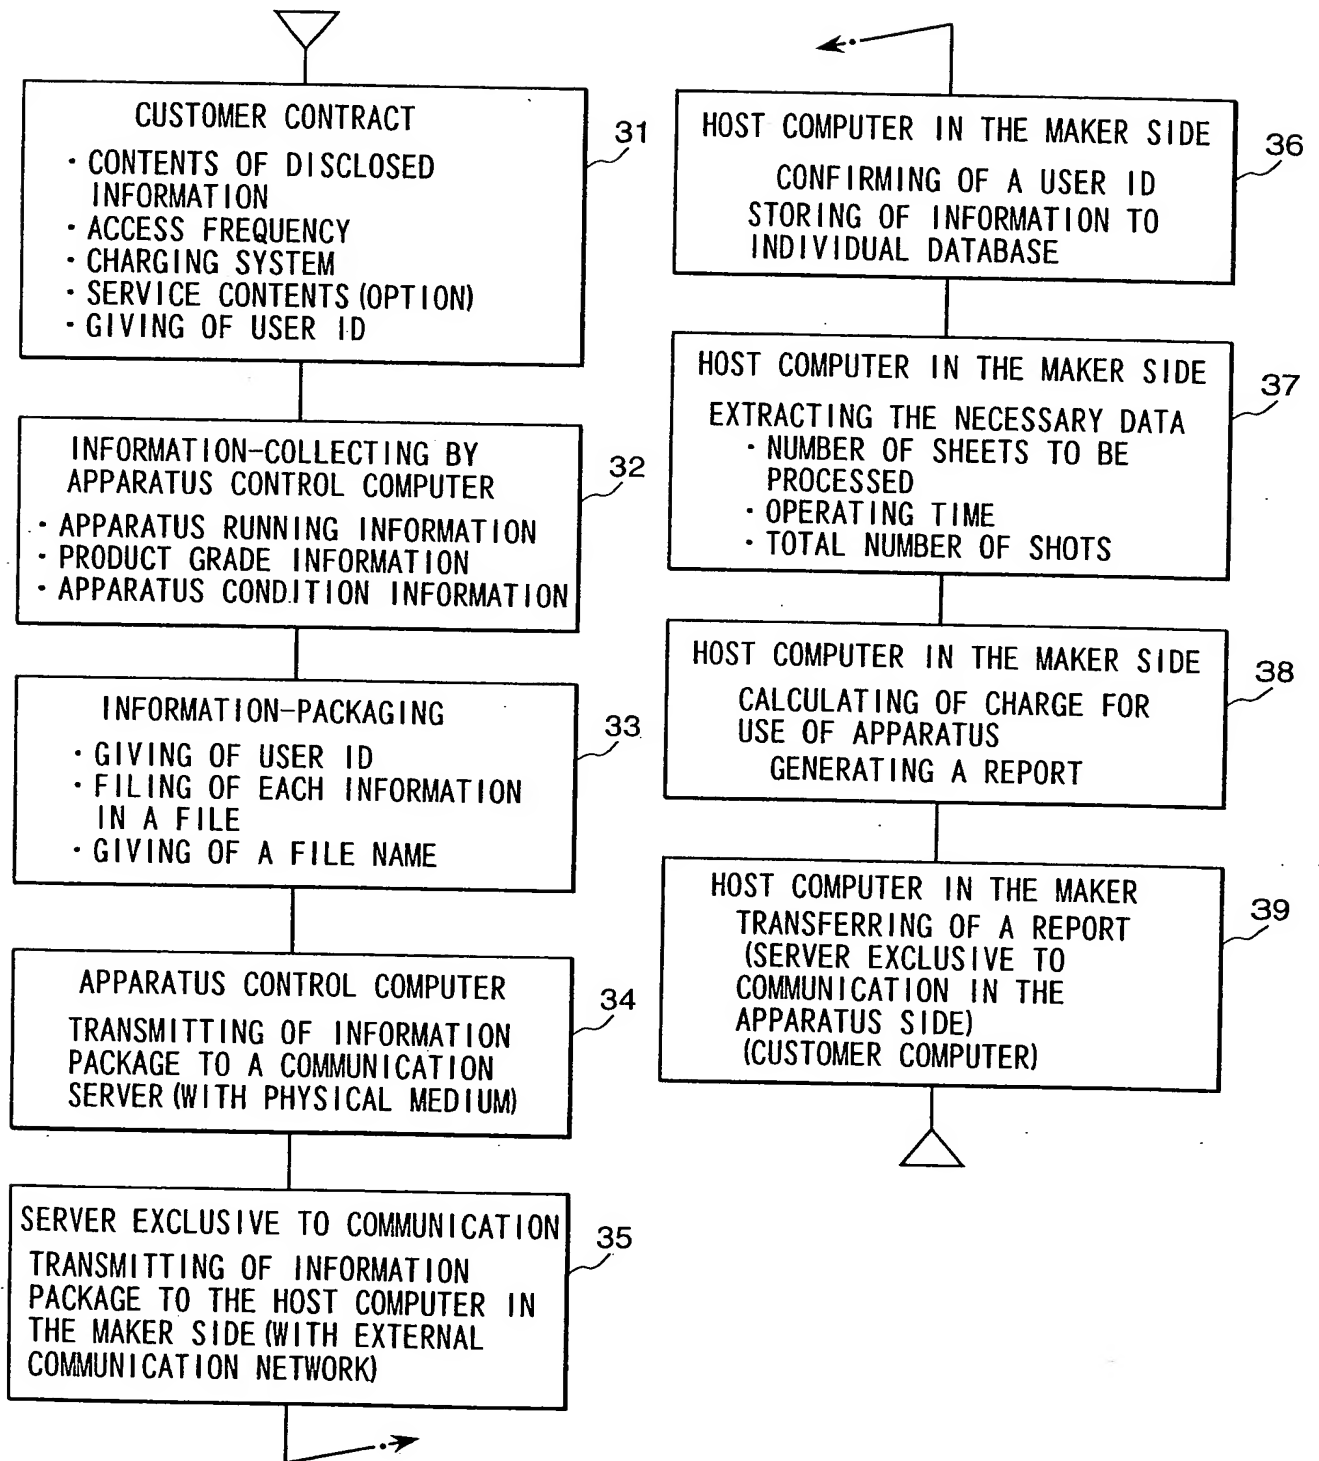 CUSTOMER CONTRACT
· CONTENTS OF DISCLOSED
INFORMATION
· ACCESS FREQUENCY
· CHARGING SYSTEM
· SERVICE CONTENTS (OPTION)
· GIVING OF USER ID
31
INFORMATION-COLLECTING BY
APPARATUS CONTROL COMPUTER
· APPARATUS RUNNING INFORMATION
· PRODUCT GRADE INFORMATION
· APPARATUS CONDITION INFORMATION
32
INFORMATION-PACKAGING
· GIVING OF USER ID
· FILING OF EACH INFORMATION
IN A FILE
· GIVING OF A FILE NAME
33
APPARATUS CONTROL COMPUTER
TRANSMITTING OF INFORMATION
PACKAGE TO A COMMUNICATION
SERVER (WITH PHYSICAL MEDIUM)
34
SERVER EXCLUSIVE TO COMMUNICATION
TRANSMITTING OF INFORMATION
PACKAGE TO THE HOST COMPUTER IN
THE MAKER SIDE (WITH EXTERNAL
COMMUNICATION NETWORK)
35
HOST COMPUTER IN THE MAKER SIDE
CONFIRMING OF A USER ID
STORING OF INFORMATION TO
INDIVIDUAL DATABASE
36
HOST COMPUTER IN THE MAKER SIDE
EXTRACTING THE NECESSARY DATA
· NUMBER OF SHEETS TO BE
PROCESSED
· OPERATING TIME
· TOTAL NUMBER OF SHOTS
37
HOST COMPUTER IN THE MAKER SIDE
CALCULATING OF CHARGE FOR
USE OF APPARATUS
GENERATING A REPORT
38
HOST COMPUTER IN THE MAKER
TRANSFERRING OF A REPORT
(SERVER EXCLUSIVE TO
COMMUNICATION IN THE
APPARATUS SIDE)
(CUSTOMER COMPUTER)
39